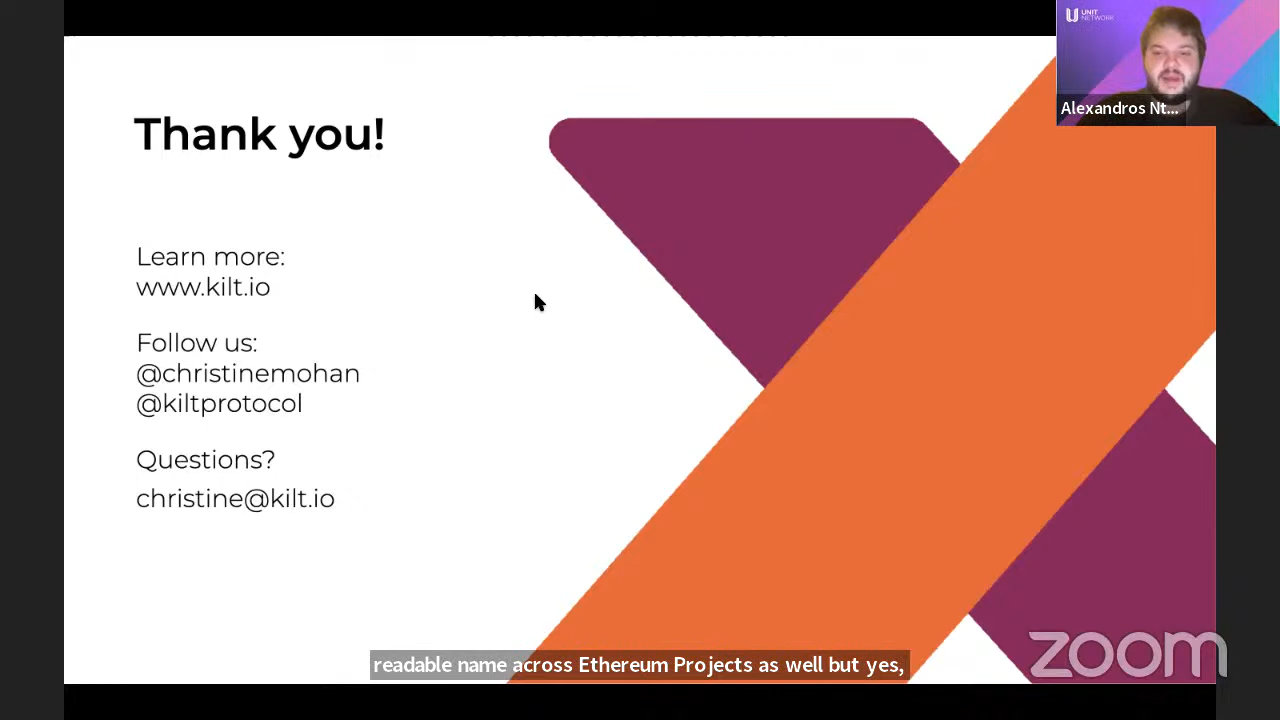 UNIT
NETWORK
Alexandros Nt...
Thank you!
Learn more:
www.kilt.io
Follow us:
@christinemohan
@kiltprotocol
Questions?
christine@kilt.io
readable name across Ethereum Projects as well but yes,
zoom